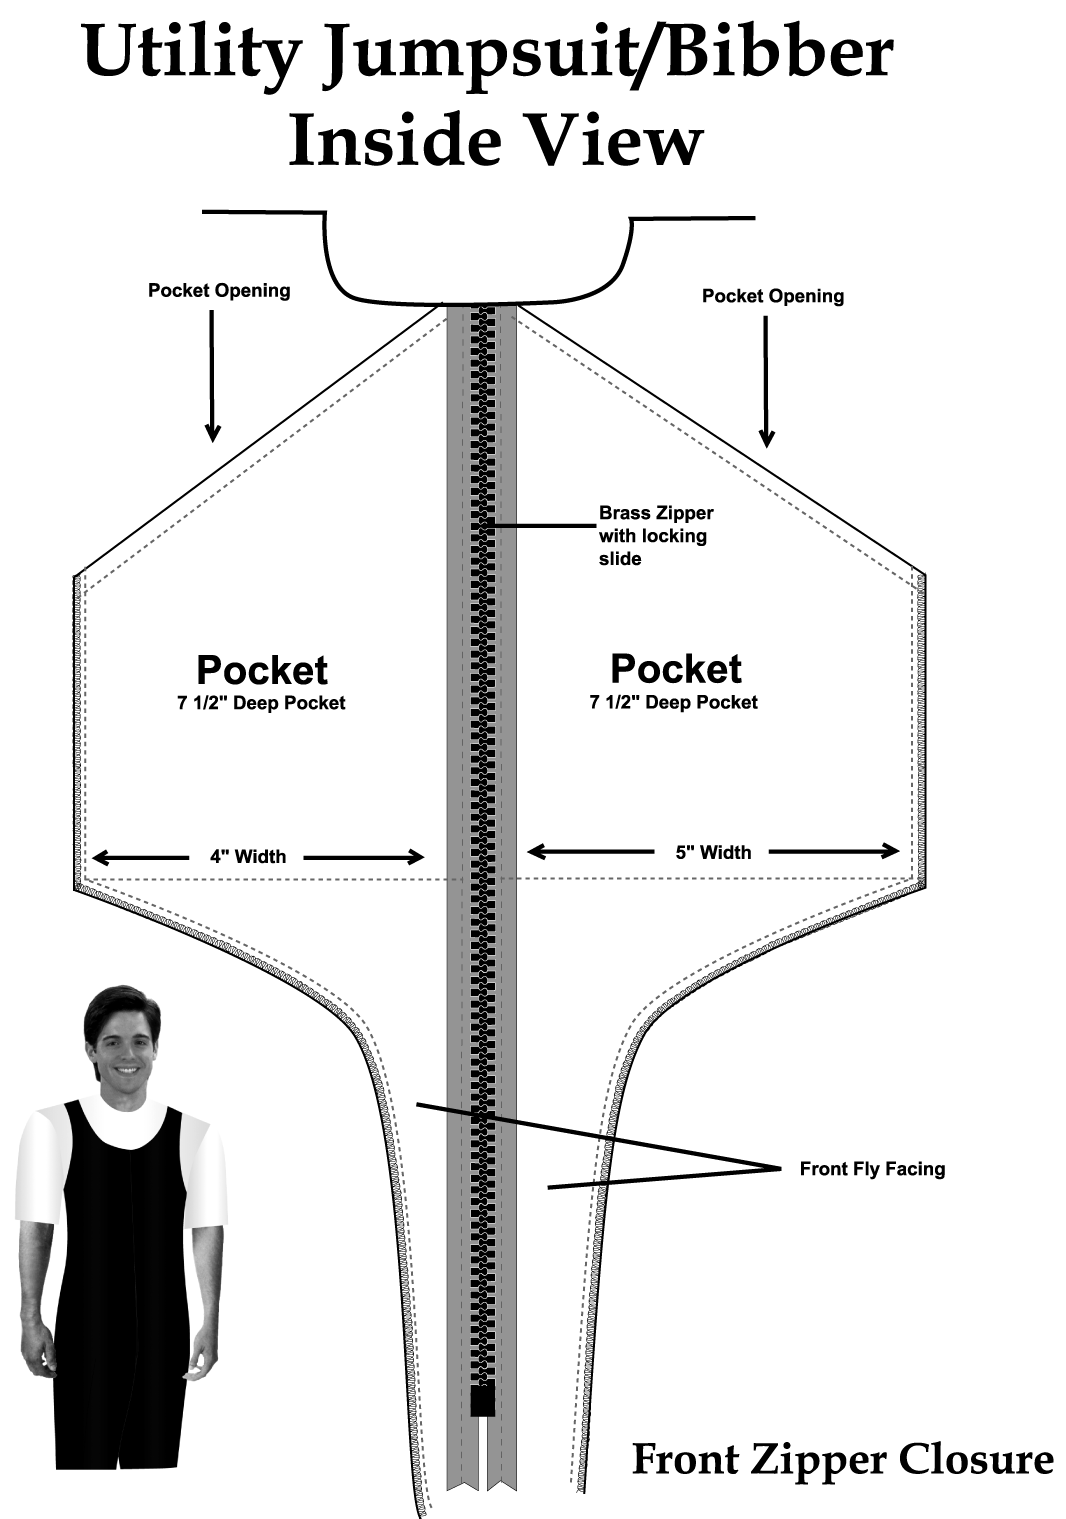 Utility Jumpsuit/Bibber
Inside View
Pocket Opening
Pocket Opening
Brass Zipper
with locking
slide
Pocket
7 1/2" Deep Pocket
Pocket
7 1/2" Deep Pocket
4" Width
5" Width
Front Fly Facing
Front Zipper Closure